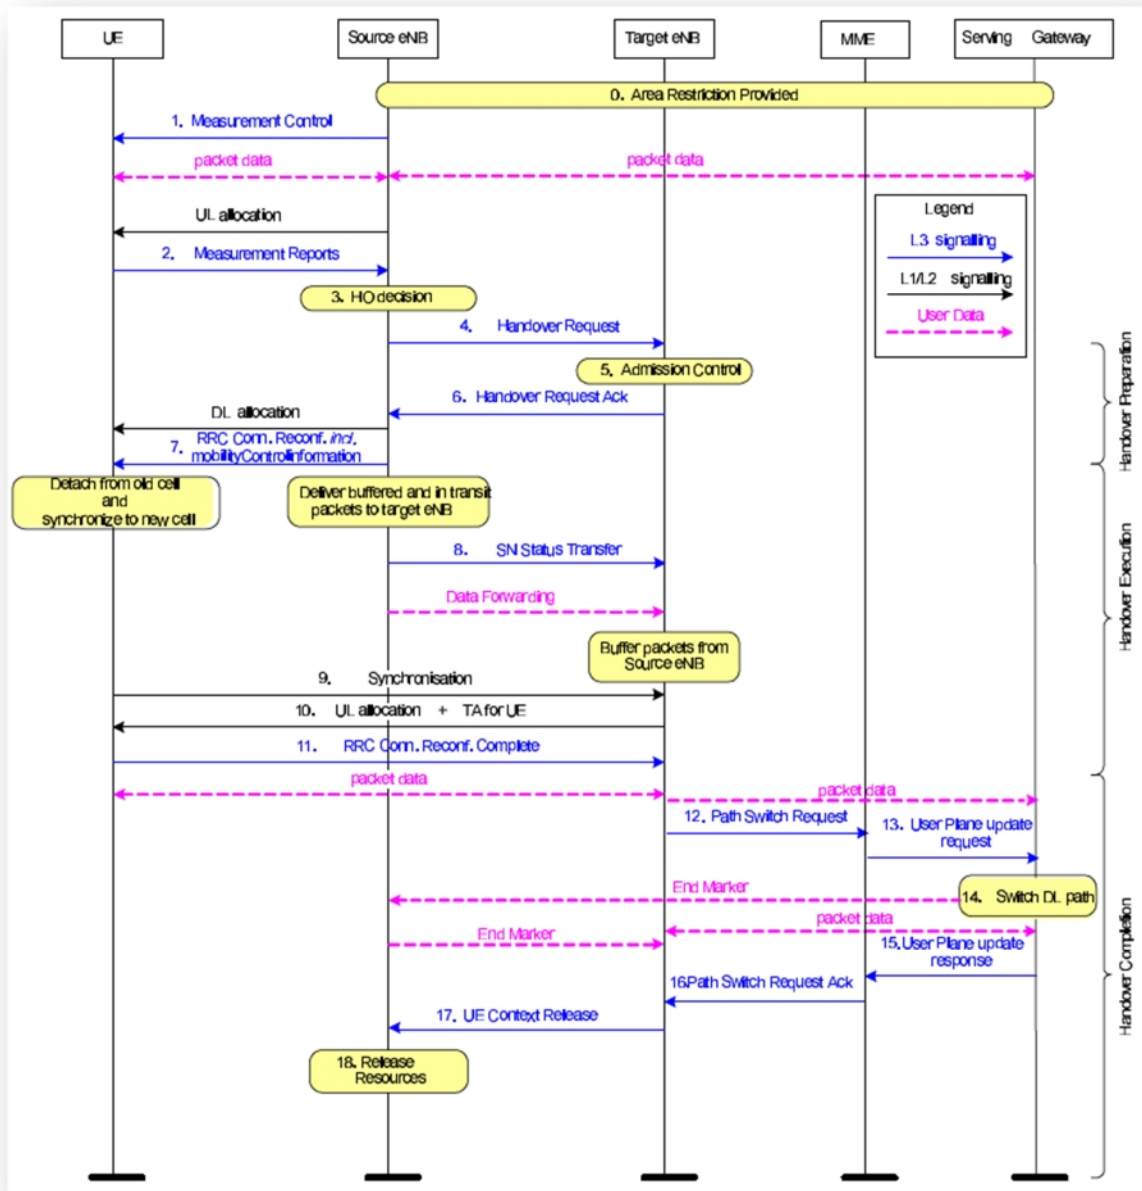 UE
Source eNB
Target eNB
MME
Serving Gateway
0. Area Restriction Provided
1. Measurement Control
packet data
packet data
Legend
L3 signalling
L1/L2 signalling
User Data
UL allocation
2. Measurement Reports
3. HO decision
4. Handover Request
5. Admission Control
6. Handover Request Ack
DL allocation
7. RRC Conn. Reconf. incl.
mobilityControlinformation
Handover Preparation
Detach from old cell
and
synchronize to new cell
Deliver buffered and in transit
packets to target eNB
8. SN Status Transfer
Data Forwarding
Buffer packets from
Source eNB
9. Synchronisation
10. UL allocation + TA for UE
11. RRC Conn. Reconf. Complete
Handover Execution
packet data
packet data
12. Path Switch Request
13. User Plane update
request
End Marker
14. Switch DL path
packet data
End Marker
15.User Plane update
response
16.Path Switch Request Ack
17. UE Context Release
18. Release
Resources
Handover Completion